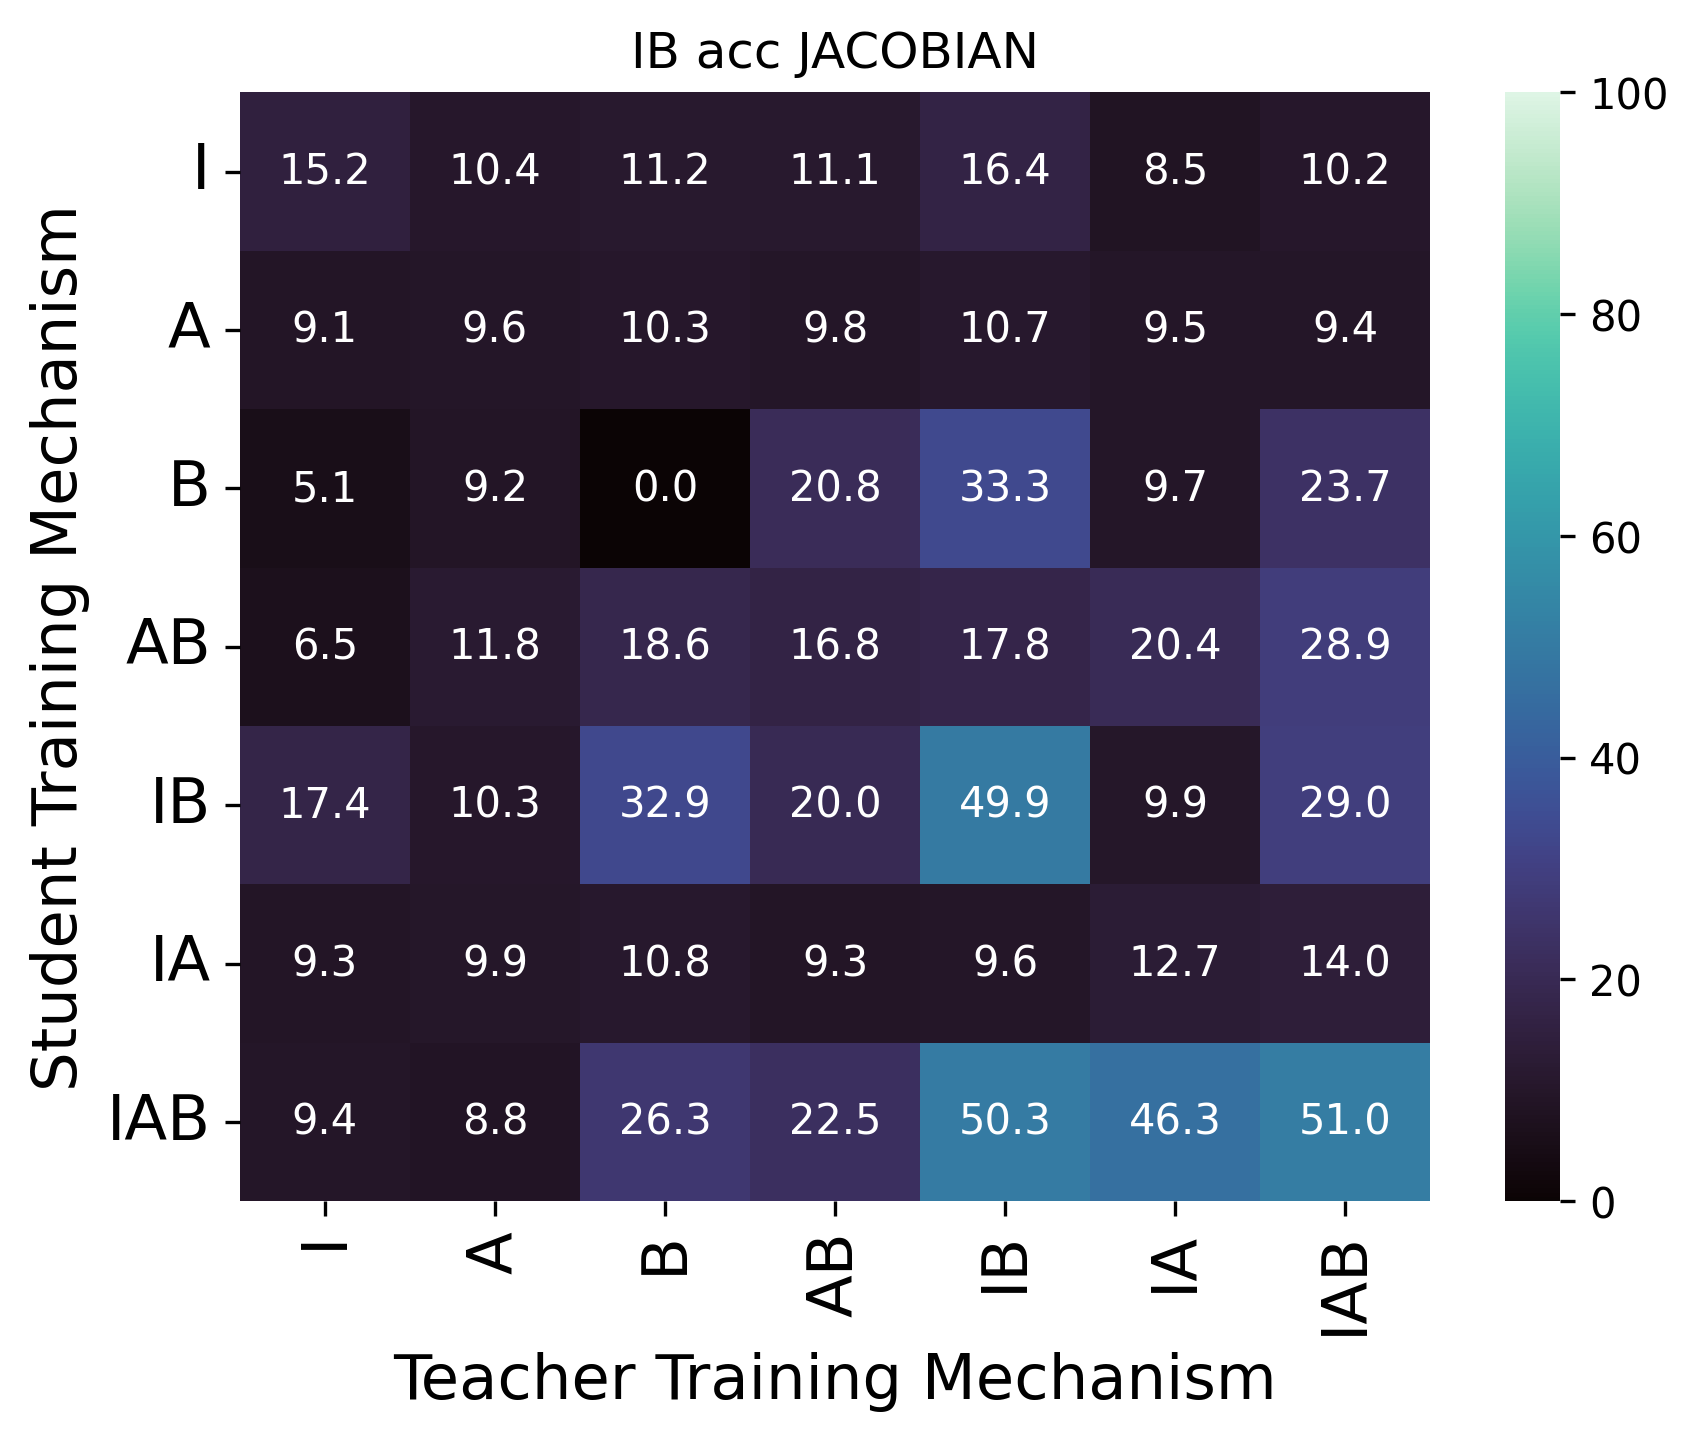 IB acc JACOBIAN
Student Training Mechanism
I 15.2 10.4 11.2 11.1 16.4 8.5 10.2
A 9.1 9.6 10.3 9.8 10.7 9.5 9.4
B 5.1 9.2 0.0 20.8 33.3 9.7 23.7
AB 6.5 11.8 18.6 16.8 17.8 20.4 28.9
IB 17.4 10.3 32.9 20.0 49.9 9.9 29.0
IA 9.3 9.9 10.8 9.3 9.6 12.7 14.0
IAB 9.4 8.8 26.3 22.5 50.3 46.3 51.0
I A B AB IB IA IAB
Teacher Training Mechanism
100
80
60
40
20
0